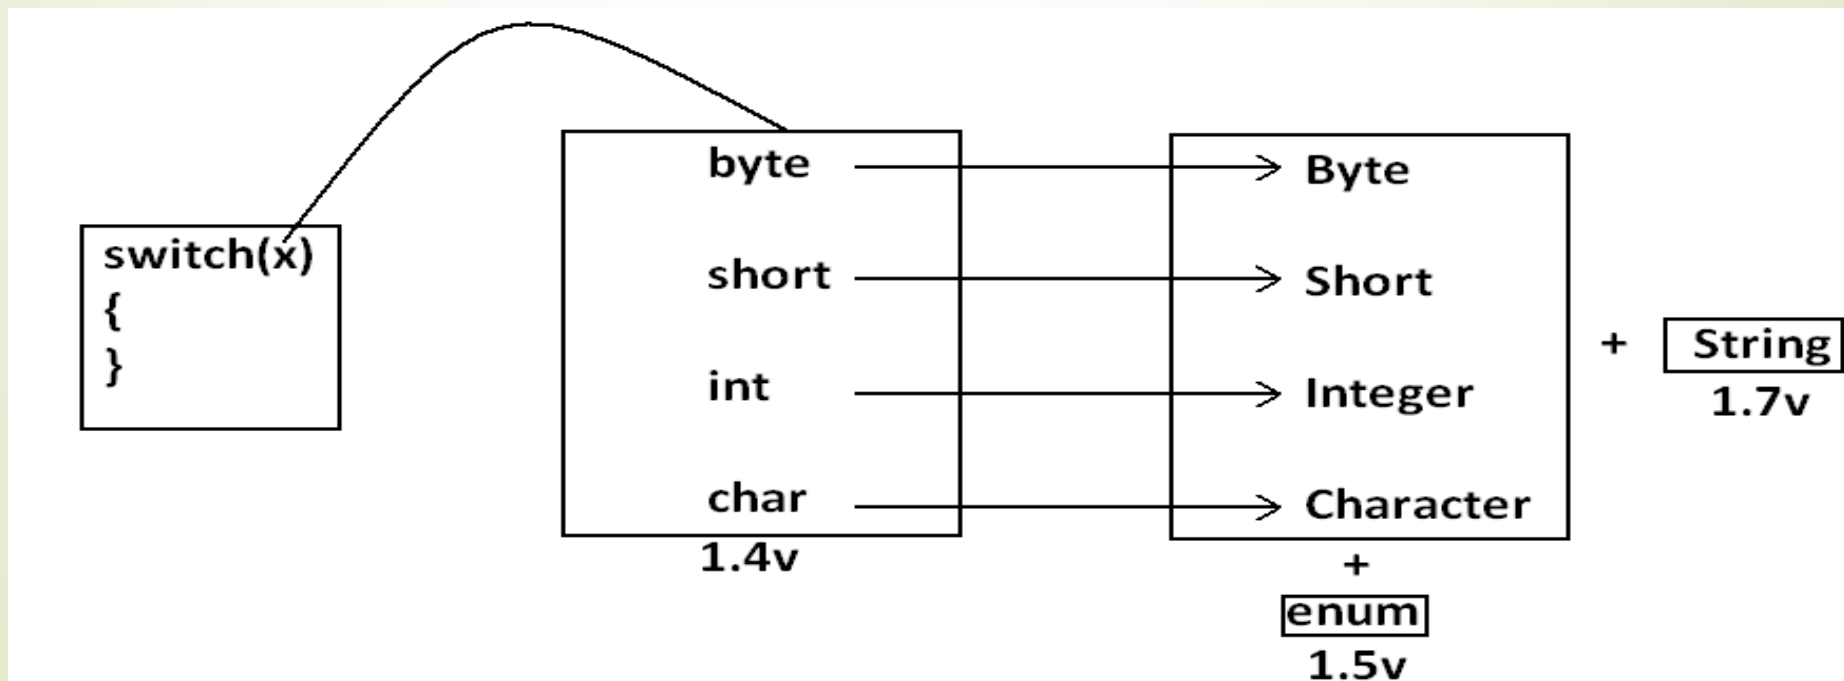 switch(x)
{
}
byte
short
int
char
1.4v
Byte
Short
Integer
Character
+
enum
1.5v
+
String
1.7v